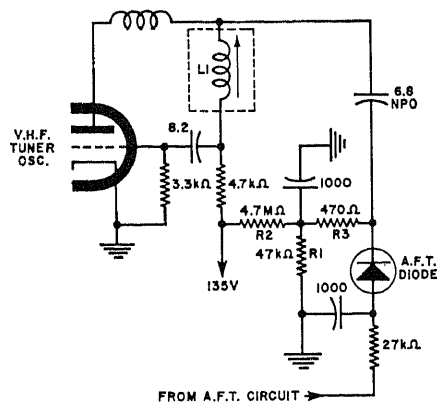 L1
6.8
NPO
V.H.F.
TUNER
OSC.
8.2
1000
3.3kΩ
4.7kΩ
4.7MΩ
R2
470Ω
R3
47kΩ
R1
A.F.T.
DIODE
135V
1000
27kΩ
FROM A.F.T. CIRCUIT